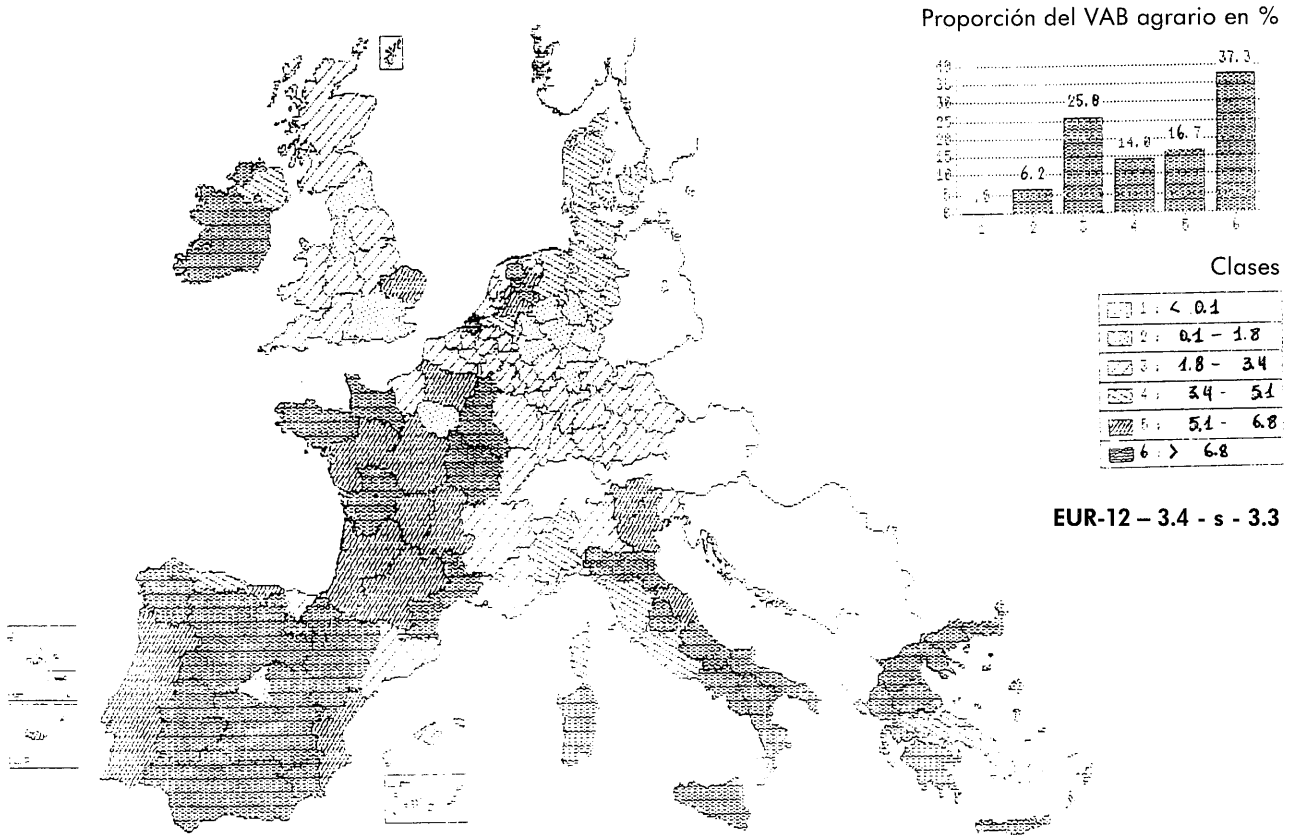 Proporción del VAB agrario en %
40
35
30
25
20
15
10
5
0
6.2
25.8
14.0
16.7
37.3
1 2 3 4 5 6
Clases
1 : < 0.1
2 : 0.1 - 1.8
3 : 1.8 - 3.4
4 : 3.4 - 5.1
5 : 5.1 - 6.8
6 : > 6.8
EUR-12 – 3.4 - s - 3.3